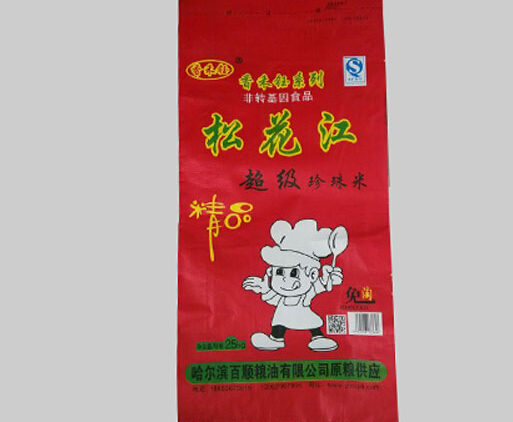 香禾钰
®
香禾钰系列
非转基因食品
松花江
超级珍珠米
精品
免淘
25KG
哈尔滨百顺粮油有限公司原粮供应